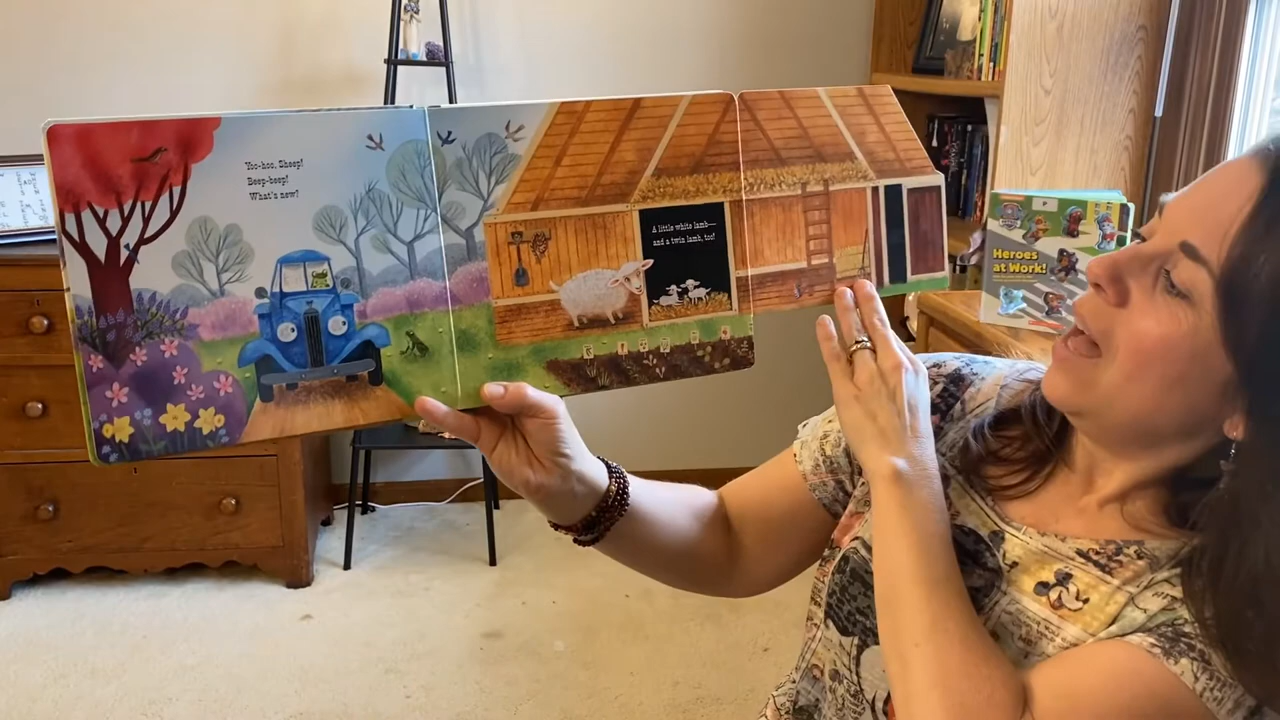 Yoo-hoo, Sheep!
Beep-beep!
What's new?
A little white lamb—
and a twin lamb, too!
Heroes
at Work!